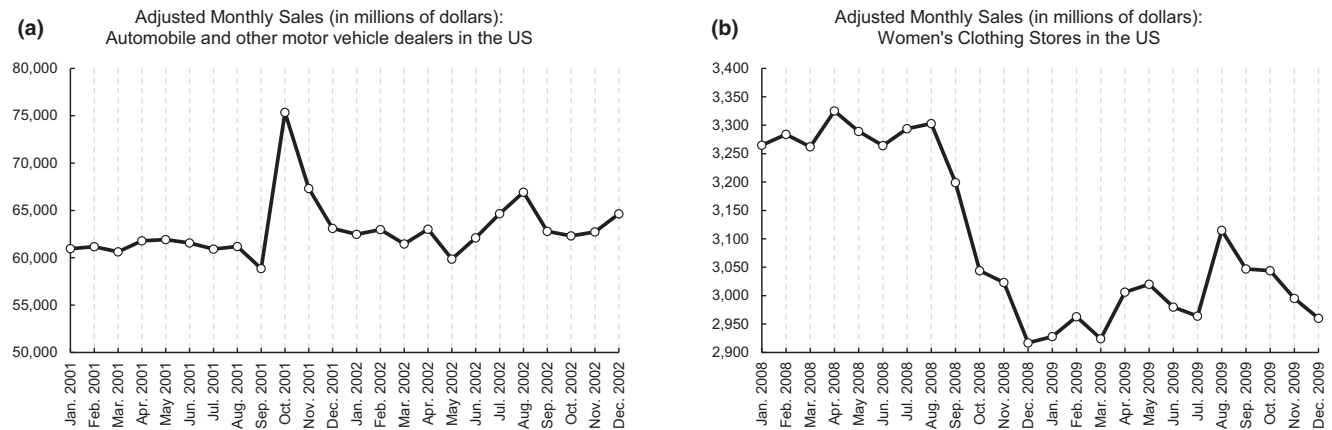 (a)
Adjusted Monthly Sales (in millions of dollars):
Automobile and other motor vehicle dealers in the US
80,000
75,000
70,000
65,000
60,000
55,000
50,000
Jan. 2001
Feb. 2001
Mar. 2001
Apr. 2001
May 2001
Jun. 2001
Jul. 2001
Aug. 2001
Sep. 2001
Oct. 2001
Nov. 2001
Dec. 2001
Jan. 2002
Feb. 2002
Mar. 2002
Apr. 2002
May 2002
Jun. 2002
Jul. 2002
Aug. 2002
Sep. 2002
Oct. 2002
Nov. 2002
Dec. 2002
(b)
Adjusted Monthly Sales (in millions of dollars):
Women's Clothing Stores in the US
3,400
3,350
3,300
3,250
3,200
3,150
3,100
3,050
3,000
2,950
2,900
Jan. 2008
Feb. 2008
Mar. 2008
Apr. 2008
May 2008
Jun. 2008
Jul. 2008
Aug. 2008
Sep. 2008
Oct. 2008
Nov. 2008
Dec. 2008
Jan. 2009
Feb. 2009
Mar. 2009
Apr. 2009
May 2009
Jun. 2009
Jul. 2009
Aug. 2009
Sep. 2009
Oct. 2009
Nov. 2009
Dec. 2009